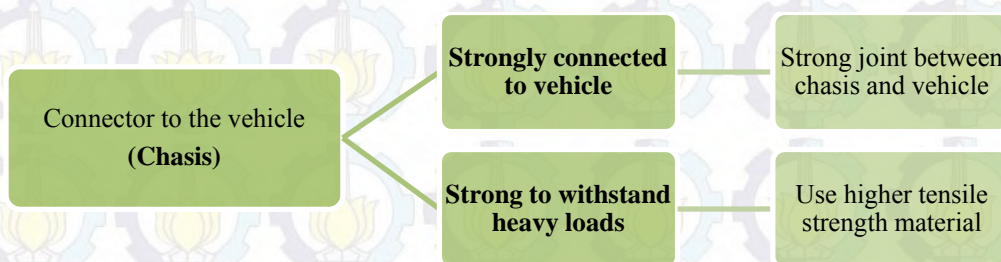 Connector to the vehicle
(Chasis)
Strongly connected
to vehicle
Strong joint between
chasis and vehicle
Strong to withstand
heavy loads
Use higher tensile
strength material